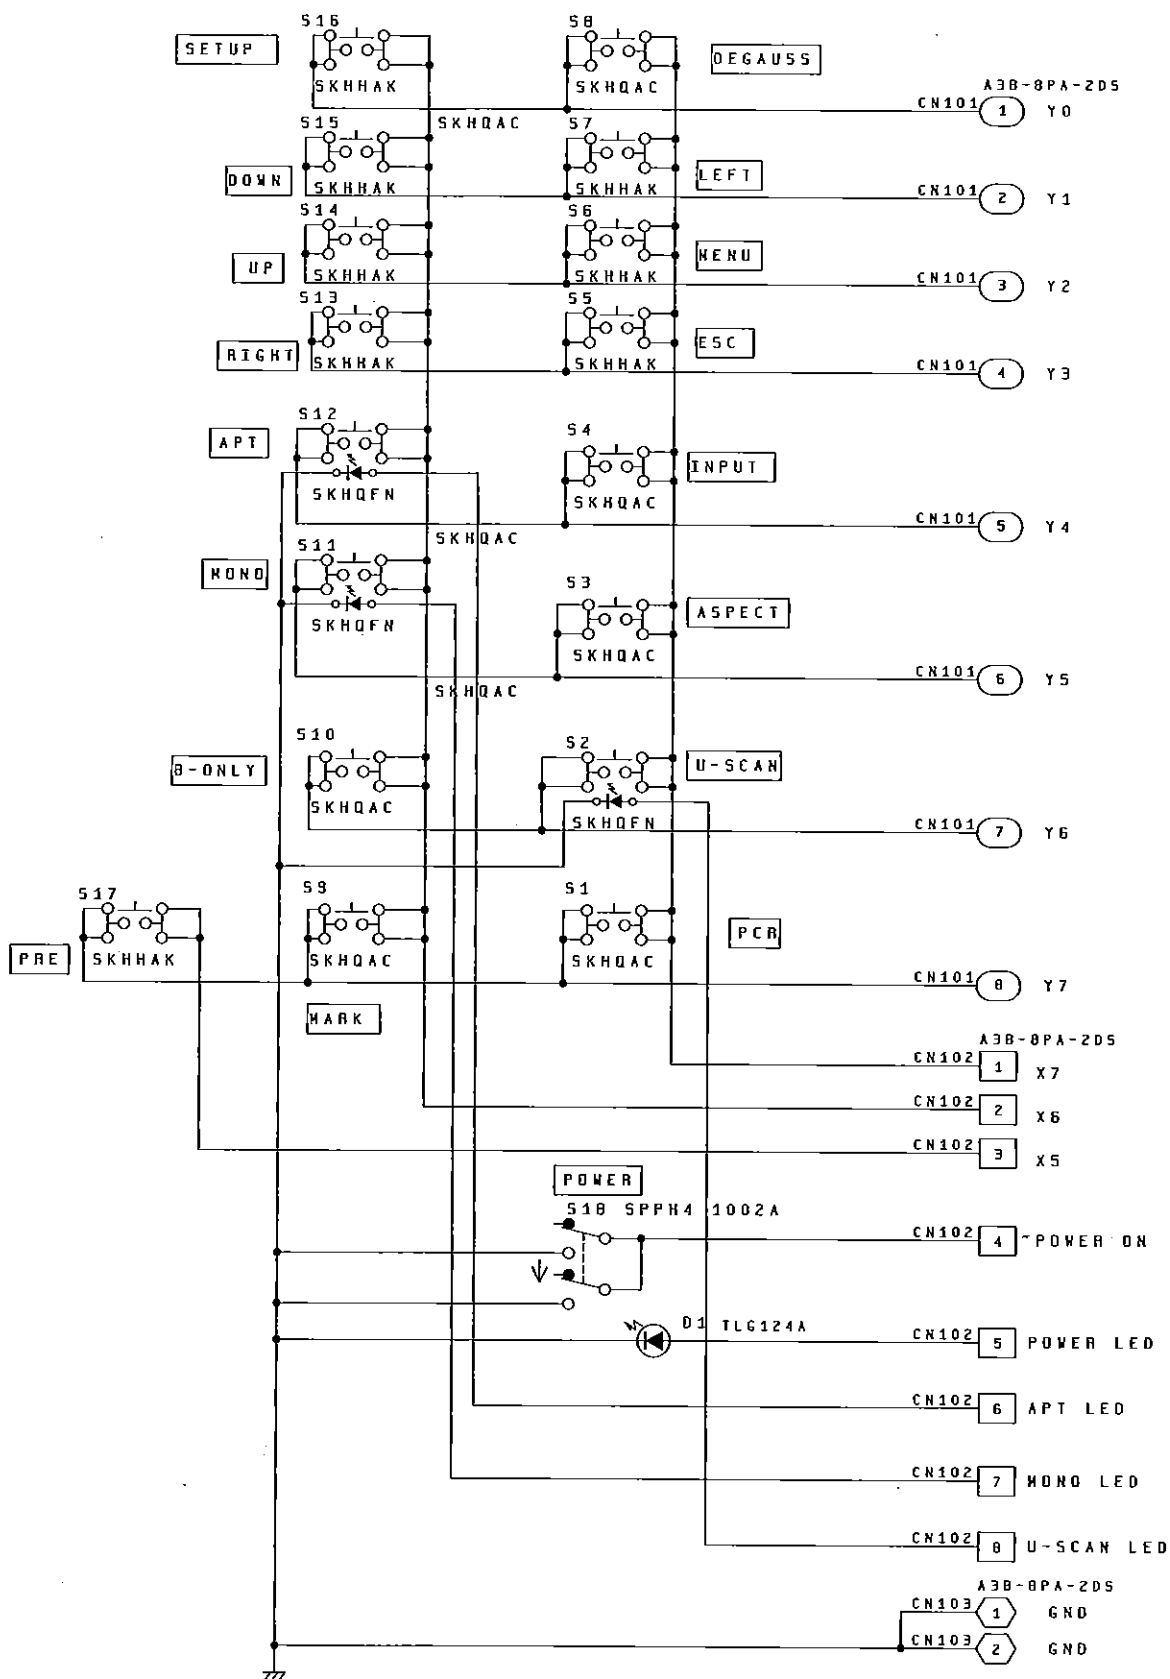 S16 S8
SETUP DEGAUSS
SKHHAK SKHQAC A3B-8PA-2DS
CN101 1 Y0
S15 SKHQAC S7
DOWN LEFT
SKHHAK SKHHAK CN101 2 Y1
S14 S6
UP MENU
SKHHAK SKHHAK CN101 3 Y2
S13 S5
RIGHT ESC
SKHHAK SKHHAK CN101 4 Y3
S12 S4
APT INPUT
SKHQFN SKHQAC
CN101 5 Y4
S11 SKHQAC
MONO S3
ASPECT
SKHQFN
SKHQAC
CN101 6 Y5
SKHQAC
S10 S2
B-ONLY U-SCAN
SKHQAC SKHQFN CN101 7 Y6
S17 S9 S1
PCR
PRE SKHHAK SKHQAC SKHQAC
CN101 8 Y7
MARK
A3B-8PA-2DS
CN102 1 X7
CN102 2 X6
CN102 3 X5
POWER
S18 SPPH4 1002A
CN102 4 ~POWER ON
D1 TLG124A CN102 5 POWER LED
CN102 6 APT LED
CN102 7 MONO LED
CN102 8 U-SCAN LED
A3B-8PA-2DS
CN103 1 GND
CN103 2 GND